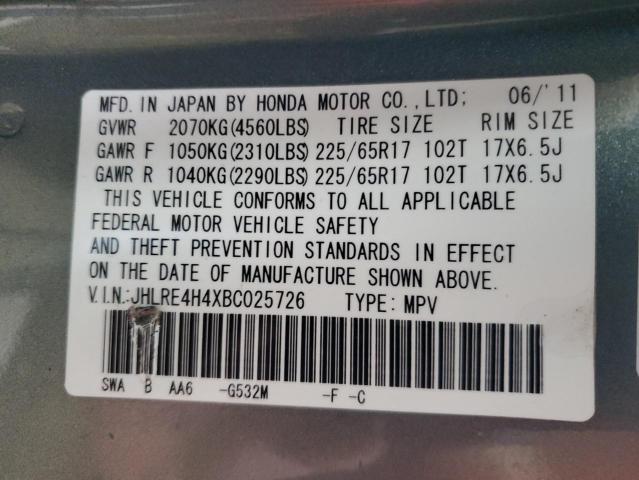 MFD. IN JAPAN BY HONDA MOTOR CO.,LTD; 06/'11
GVWR 2070KG(4560LBS) TIRE SIZE RIM SIZE
GAWR F 1050KG(2310LBS) 225/65R17 102T 17X6.5J
GAWR R 1040KG(2290LBS) 225/65R17 102T 17X6.5J
THIS VEHICLE CONFORMS TO ALL APPLICABLE
FEDERAL MOTOR VEHICLE SAFETY
AND THEFT PREVENTION STANDARDS IN EFFECT
ON THE DATE OF MANUFACTURE SHOWN ABOVE.
V.I.N.:JHLRE4H4XBC025726 TYPE: MPV
SWA B AA6 -G532M -F -C